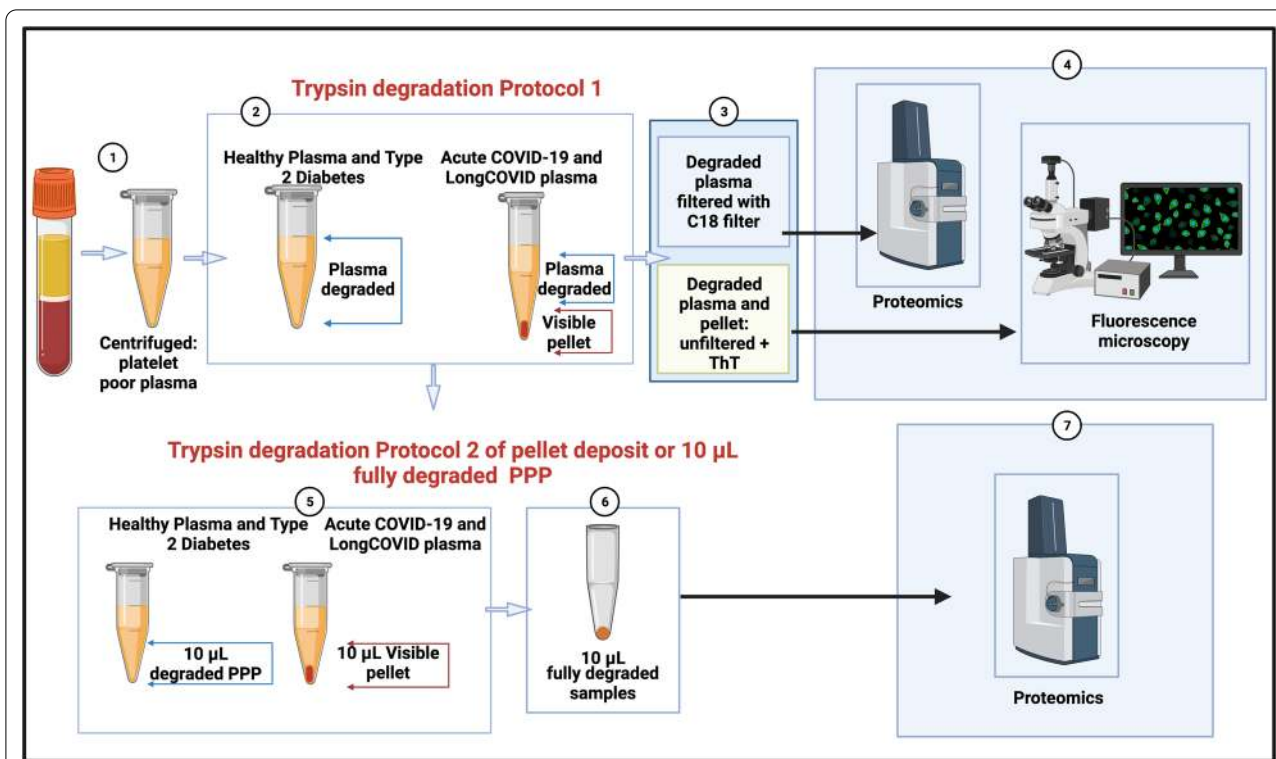 Trypsin degradation Protocol 1
1
Centrifuged:
platelet
poor plasma
2
Healthy Plasma and Type
2 Diabetes
Plasma
degraded
Acute COVID-19 and
LongCOVID plasma
Plasma
degraded
Visible
pellet
3
Degraded
plasma
filtered with
C18 filter
Degraded
plasma and
pellet:
unfiltered +
ThT
4
Proteomics
Fluorescence
microscopy
Trypsin degradation Protocol 2 of pellet deposit or 10 µL
fully degraded PPP
5
Healthy Plasma and Type
2 Diabetes
10 µL
degraded PPP
Acute COVID-19 and
LongCOVID plasma
10 µL Visible
pellet
6
10 µL
fully degraded
samples
7
Proteomics